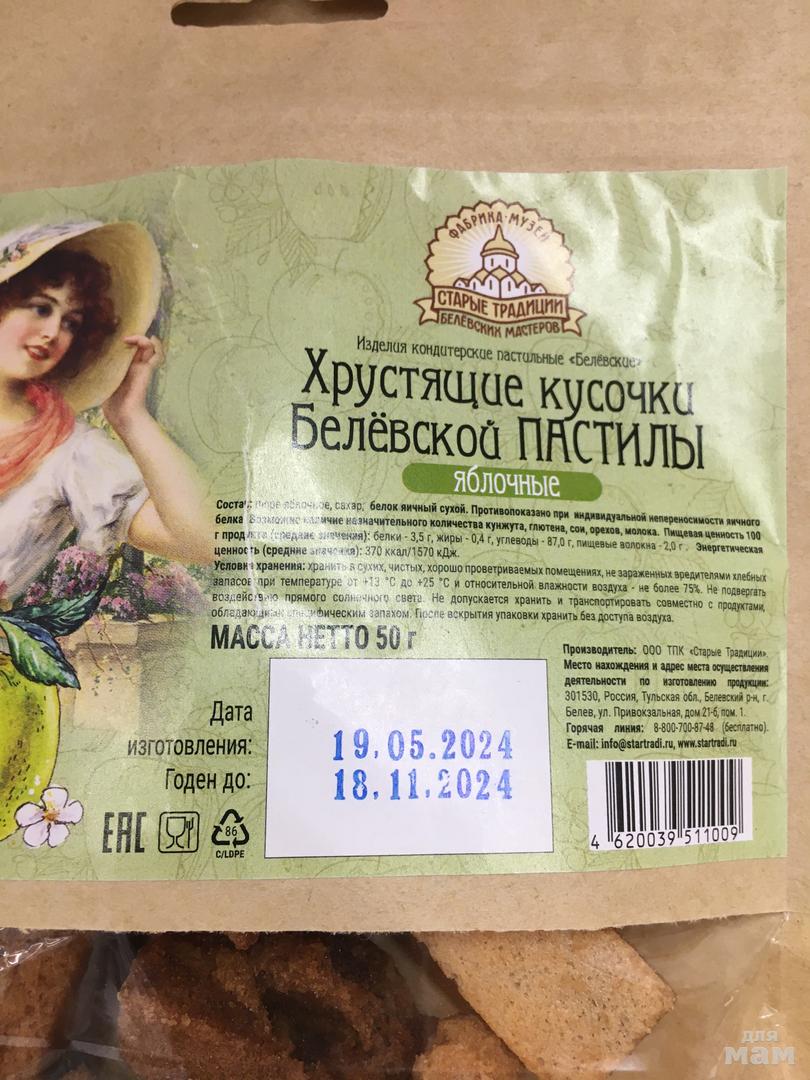 ФАБРИКА-МУЗЕЙ
СТАРЫЕ ТРАДИЦИИ
БЕЛЁВСКИХ МАСТЕРОВ
Изделия кондитерские пастильные «Белёвские»
Хрустящие кусочки
Белёвской ПАСТИЛЫ
яблочные
Состав: пюре яблочное, сахар, белок яичный сухой. Противопоказано при индивидуальной непереносимости яичного
белка. Возможно наличие незначительного количества кунжута, глютена, сои, орехов, молока. Пищевая ценность 100
г продукта (средние значения): белки - 3,5 г, жиры - 0,4 г, углеводы - 87,0 г, пищевые волокна - 2,0 г. Энергетическая
ценность (средние значения): 370 ккал/1570 кДж.
Условия хранения: хранить в сухих, чистых, хорошо проветриваемых помещениях, не зараженных вредителями хлебных
запасов при температуре от +13 °C до +25 °C и относительной влажности воздуха - не более 75%. Не подвергать
воздействию прямого солнечного света. Не допускается хранить и транспортировать совместно с продуктами,
обладающими специфическим запахом. После вскрытия упаковки хранить без доступа воздуха.
МАССА НЕТТО 50 г
Производитель: ООО ТПК «Старые Традиции».
Место нахождения и адрес места осуществления
деятельности по изготовлению продукции:
301530, Россия, Тульская обл., Белевский р-н, г.
Белев, ул. Привокзальная, дом 21-б, пом. 1.
Горячая линия: 8-800-700-87-48 (бесплатно).
E-mail: info@startradi.ru, www.startradi.ru
Дата
изготовления:
Годен до:
19.05.2024
18.11.2024
EAC
86
C/LDPE
4 620039 511009
для
мам